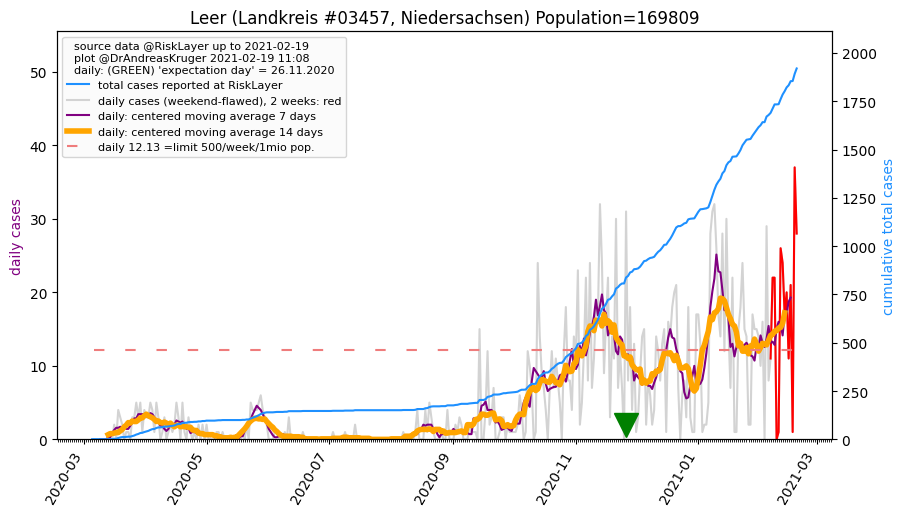 Leer (Landkreis #03457, Niedersachsen) Population=169809
source data @RiskLayer up to 2021-02-19
plot @DrAndreasKruger 2021-02-19 11:08
daily: (GREEN) 'expectation day' = 26.11.2020
total cases reported at RiskLayer
daily cases (weekend-flawed), 2 weeks: red
daily: centered moving average 7 days
daily: centered moving average 14 days
daily 12.13 =limit 500/week/1mio pop.
daily cases
50
40
30
20
10
0
cumulative total cases
2000
1750
1500
1250
1000
750
500
250
0
2020-03
2020-05
2020-07
2020-09
2020-11
2021-01
2021-03